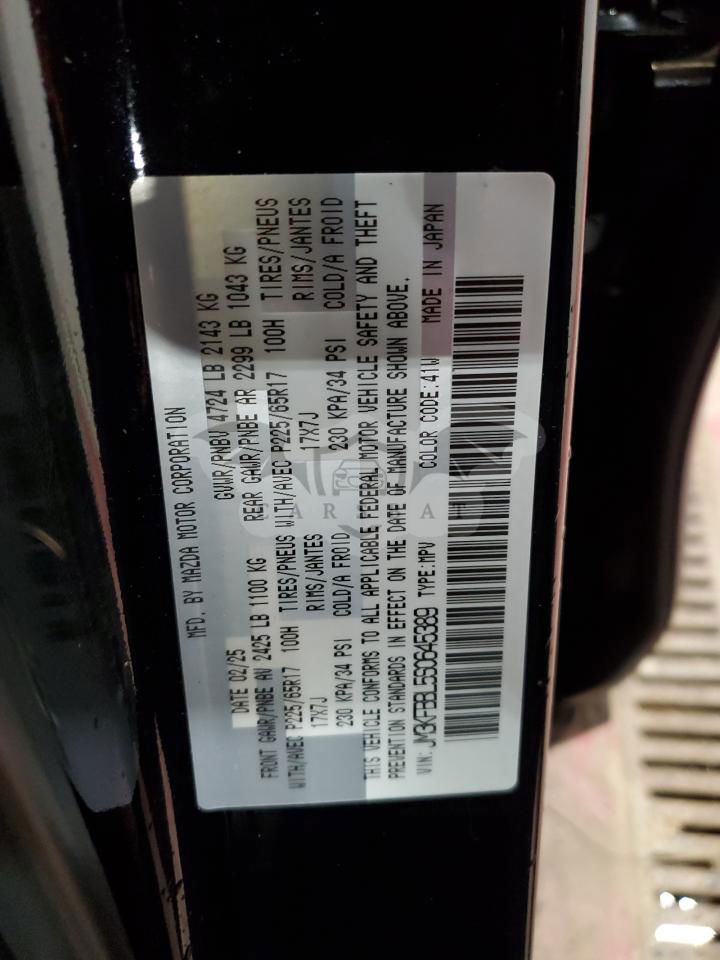 MFD. BY MAZDA MOTOR CORPORATION
DATE 02/25 GVWR/PNBV 4724 LB 2143 KG
FRONT GAWR/PNBE AV 2425 LB 1100 KG REAR GAWR/PNBE AR 2299 LB 1043 KG
WITH/AVEC P225/65R17 100H TIRES/PNEUS WITH/AVEC P225/65R17 100H TIRES/PNEUS
17X7J RIMS/JANTES 17X7J RIMS/JANTES
230 KPA/34 PSI COLD/A FROID 230 KPA/34 PSI COLD/A FROID
THIS VEHICLE CONFORMS TO ALL APPLICABLE FEDERAL MOTOR VEHICLE SAFETY AND THEFT
PREVENTION STANDARDS IN EFFECT ON THE DATE OF MANUFACTURE SHOWN ABOVE.
VIN: JM3KFBBL5S0645389 TYPE:MPV COLOR CODE:41W MADE IN JAPAN